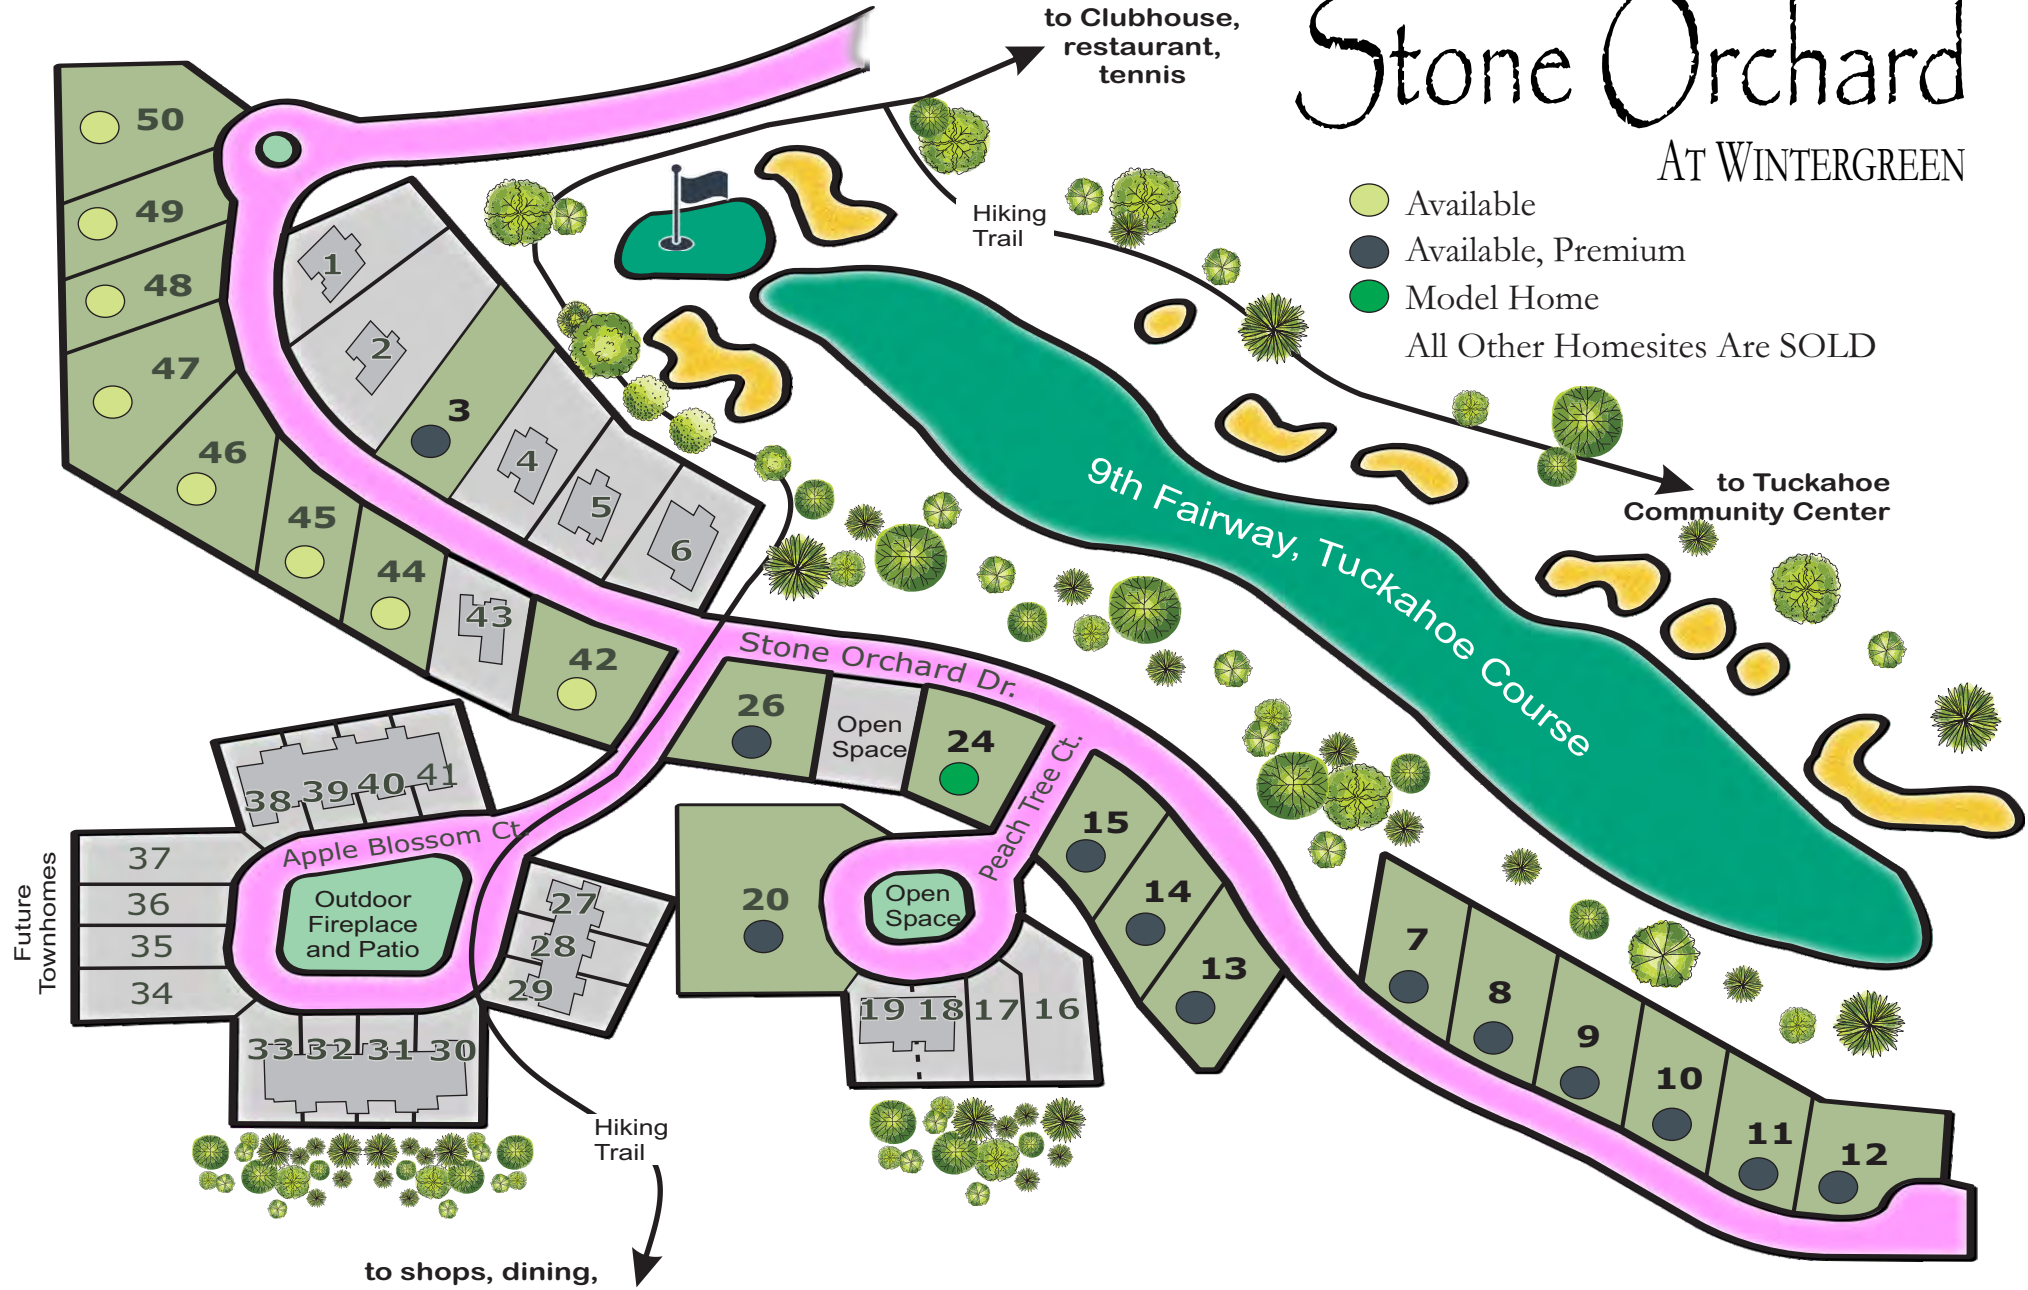 to Clubhouse,
restaurant,
tennis
Stone Orchard
AT WINTERGREEN
Available
Available, Premium
Model Home
All Other Homesites Are SOLD
Hiking
Trail
to Tuckahoe
Community Center
9th Fairway, Tuckahoe Course
50
49
48
47
46
45
44
43
42
1
2
3
4
5
6
Stone Orchard Dr.
26
Open
Space
24
Peach Tree Ct.
15
14
13
7
8
9
10
11
12
20
Open
Space
19
18
17
16
38
39
40
41
Apple Blossom Ct.
Future
Townhomes
37
36
35
34
Outdoor
Fireplace
and Patio
27
28
29
33
32
31
30
Hiking
Trail
to shops, dining,